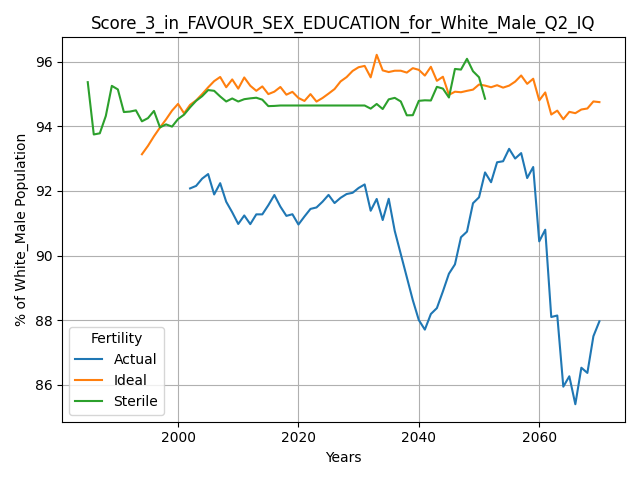 Score_3_in_FAVOUR_SEX_EDUCATION_for_White_Male_Q2_IQ
% of White_Male Population
96
94
92
90
88
86
Fertility
Actual
Ideal
Sterile
2000 2020 2040 2060
Years